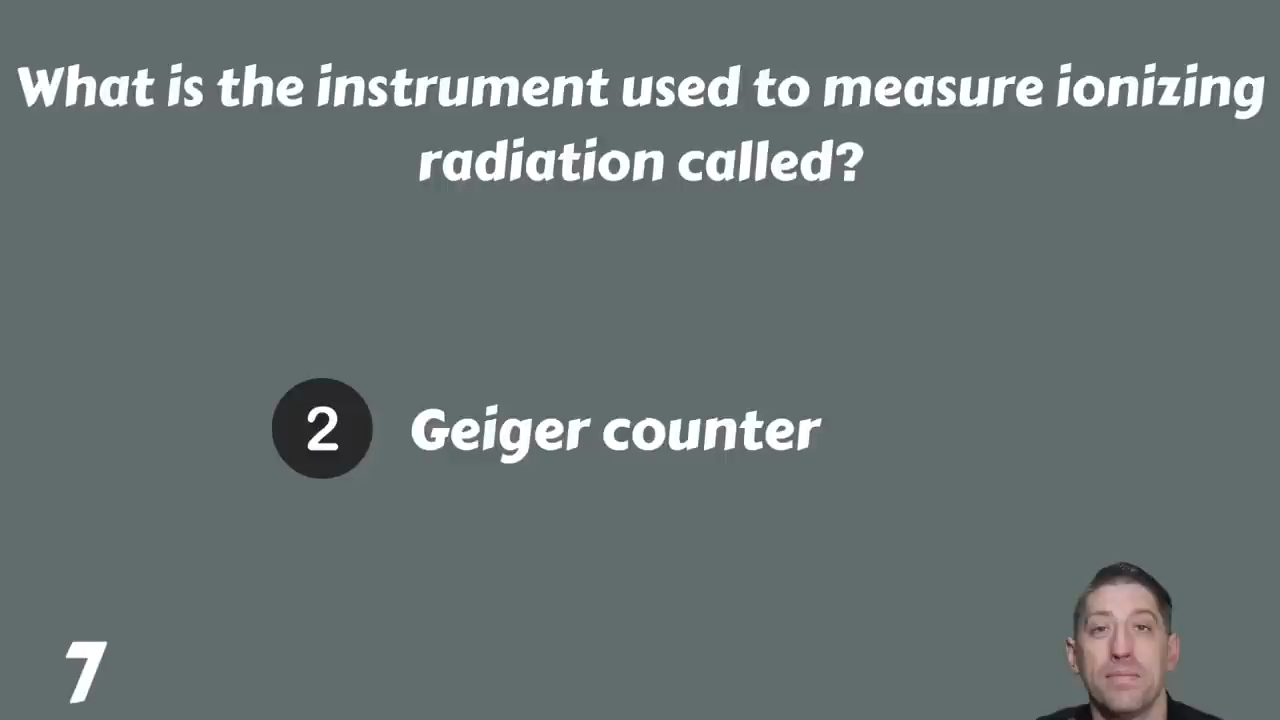 What is the instrument used to measure ionizing
radiation called?
2 Geiger counter
7